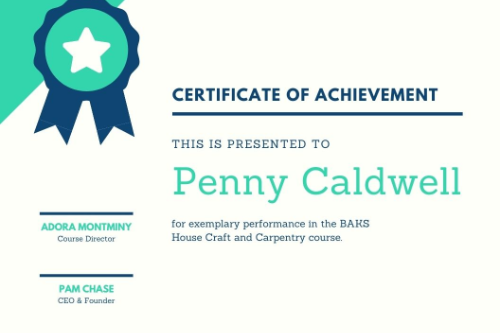 CERTIFICATE OF ACHIEVEMENT
THIS IS PRESENTED TO
Penny Caldwell
for exemplary performance in the BAKS
House Craft and Carpentry course.
ADORA MONTMINY
Course Director
PAM CHASE
CEO & Founder